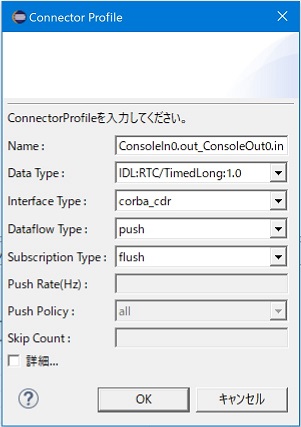 Connector Profile
ConnectorProfileを入力してください。
Name : ConsoleIn0.out_ConsoleOut0.in
Data Type : IDL:RTC/TimedLong:1.0
Interface Type : corba_cdr
Dataflow Type : push
Subscription Type : flush
Push Rate(Hz) :
Push Policy : all
Skip Count :
詳細...
? OK キャンセル